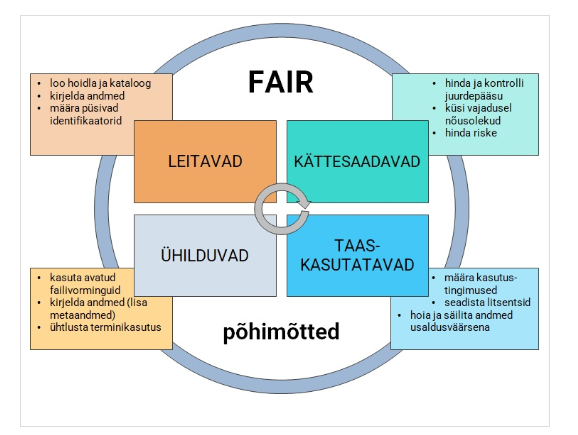 FAIR
• loo hoidla ja kataloog
• kirjelda andmed
• määra püsivad
identifikaatorid
• hinda ja kontrolli
juurdepääsu
• küsi vajadusel
nõusolekud
• hinda riske
LEITAVAD
KÄTTESAADAVAD
ÜHILDUVAD
TAAS-
KASUTATAVAD
• kasuta avatud
failivorminguid
• kirjelda andmed (lisa
metaandmed)
• ühtlusta terminikasutus
• määra kasutus-
tingimused
• seadista litsentsid
• hoia ja säilita andmed
usaldusväärsena
põhimõtted